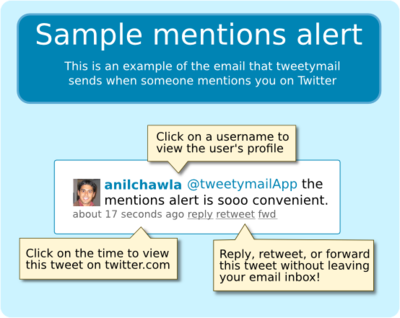 Sample mentions alert
This is an example of the email that tweetymail
sends when someone mentions you on Twitter
Click on a username to
view the user's profile
anilchawla @tweetymailApp the
mentions alert is sooo convenient.
about 17 seconds ago reply retweet fwd
Click on the time to view
this tweet on twitter.com
Reply, retweet, or forward
this tweet without leaving
your email inbox!